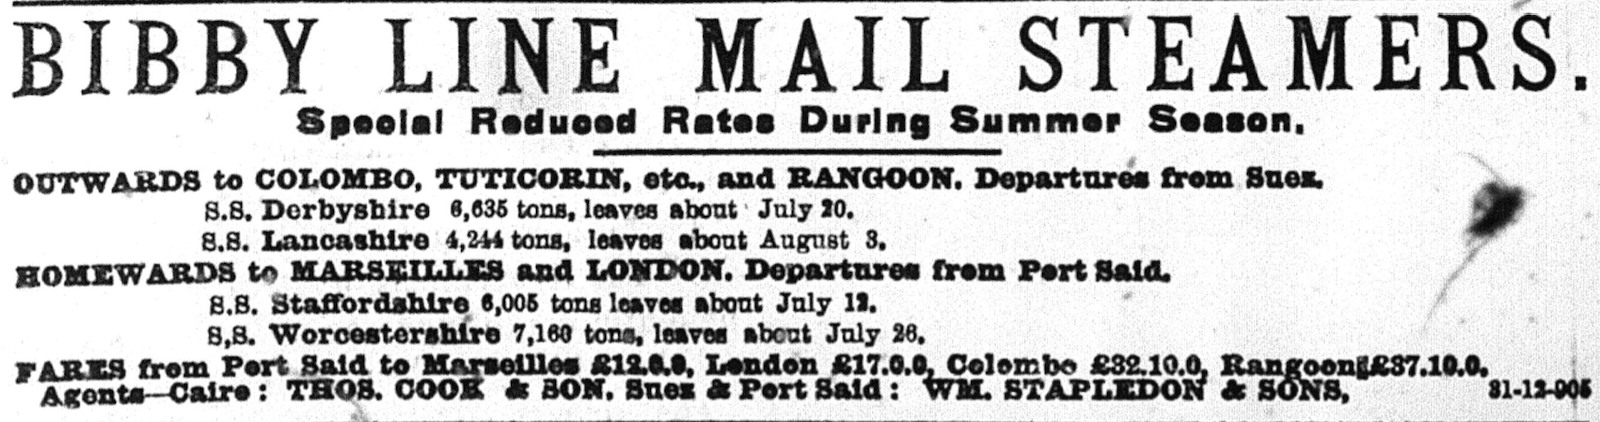 BIBBY LINE MAIL STEAMERS.
Special Reduced Rates During Summer Season.
OUTWARDS to COLOMBO, TUTICORIN, etc., and RANGOON. Departures from Suez.
S.S. Derbyshire 6,635 tons, leaves about July 20.
S.S. Lancashire 4,244 tons, leaves about August 3.
HOMEWARDS to MARSEILLES and LONDON. Departures from Port Said.
S.S. Staffordshire 6,005 tons leaves about July 12.
S,S. Worcestershire 7,160 tons, leaves about July 26.
FARES from Port Said to Marseilles £12.0.0, London £17.0.0, Colombo £32.10.0, Rangoon £37.10.0.
Agents—Cairo: THOS. COOK & SON. Suez & Port Said: WM. STAPLEDON & SONS, 31-12-905